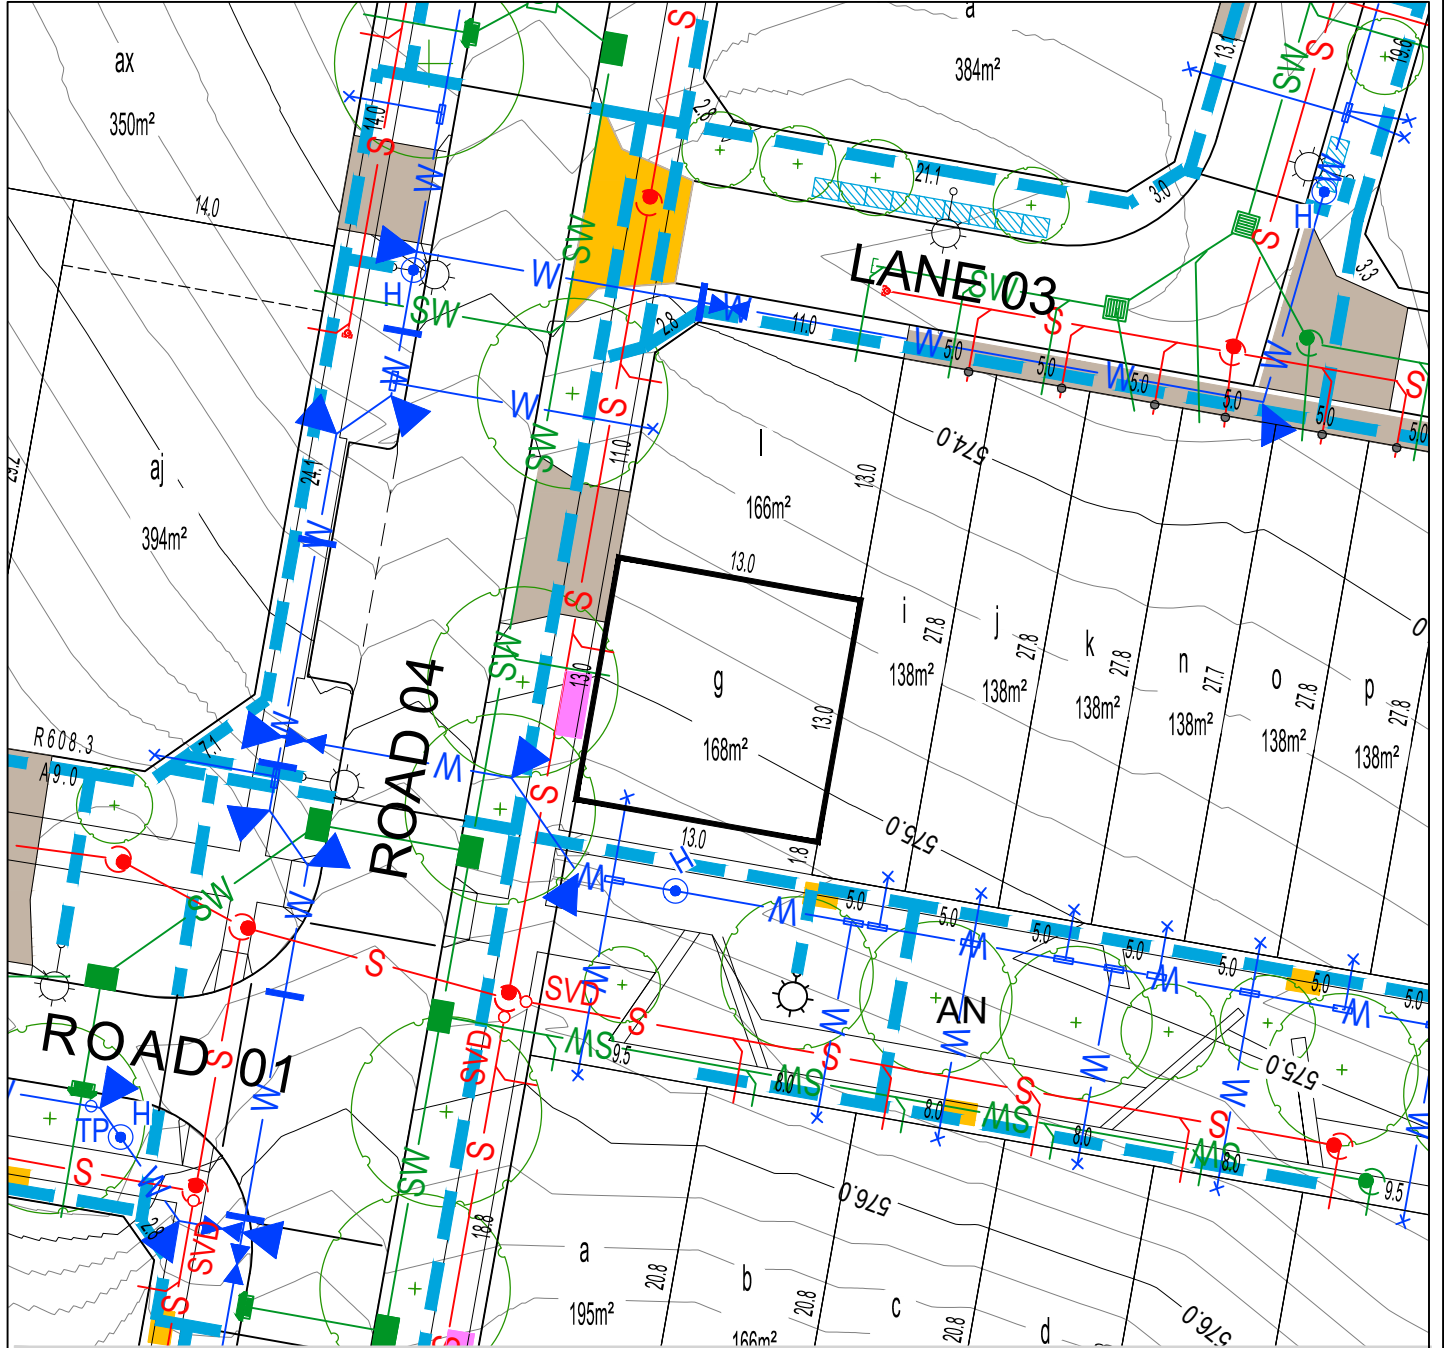 ax
350m²
a
384m²
13.1
19.6
14.0
S
W
2.8
14.0
S
SW
21.1
3.0
H
3.3
LANE 03
W
H
SW
2.8
11.0
5.0
5.0
5.0
5.0
5.0
5.0
aj
394m²
24.1
W
W
SW
11.0
l
166m²
13.0
574.0
13.0
g
168m²
13.0
13.0
13.0
1.8
i
138m²
27.8
j
138m²
27.8
k
138m²
27.8
n
138m²
27.7
o
138m²
27.8
p
138m²
27.8
0
ROAD 04
R608.3
A9.0
7.1
W
S
SW
H
575.0
5.0
5.0
5.0
5.0
5.0
5.0
5.0
SVD
AN
SVD
ROAD 01
9.5
8.0
8.0
8.0
8.0
9.5
575.0
TP
H
S
W
SVD
2.8
SW
18.8
576.0
576.0
a
195m²
20.8
b
166m²
20.8
c
20.8
d